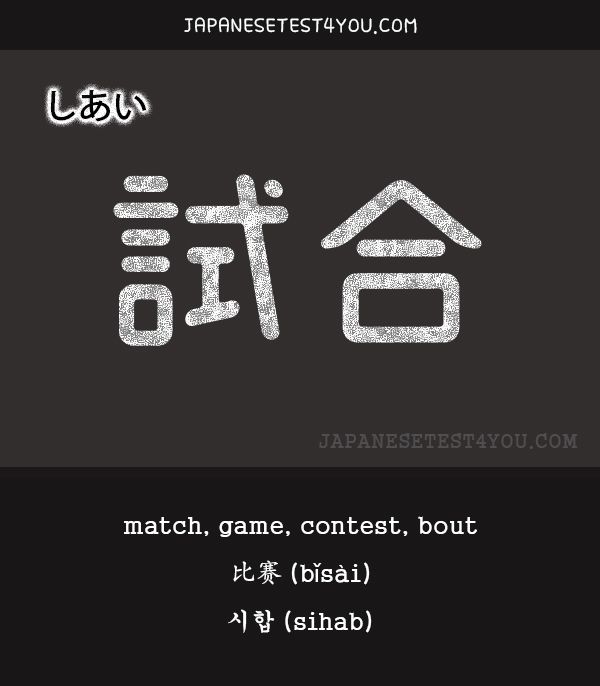 JAPANESETEST4YOU.COM
しあい
試合
JAPANESETEST4YOU.COM
match, game, contest, bout
比赛 (bǐsài)
시합 (sihab)